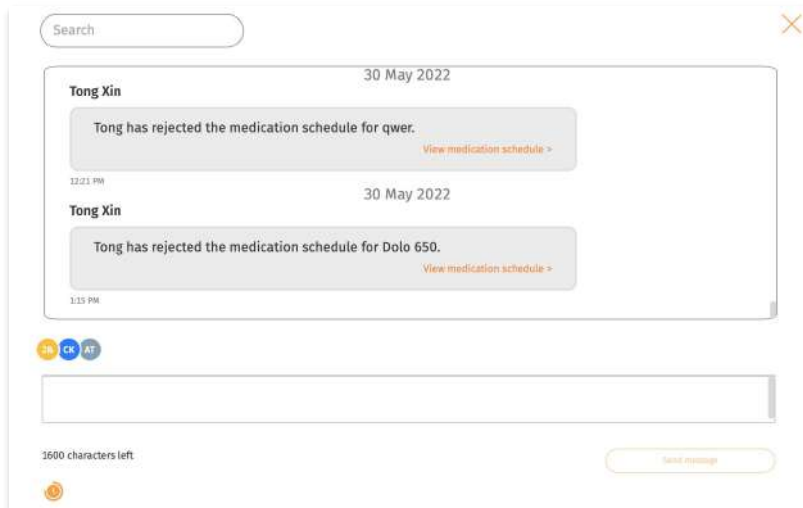 Search
30 May 2022
Tong Xin
Tong has rejected the medication schedule for qwer.
View medication schedule >
12:21 PM
30 May 2022
Tong Xin
Tong has rejected the medication schedule for Dolo 650.
View medication schedule >
1:15 PM
CK AT
1600 characters left
Send message